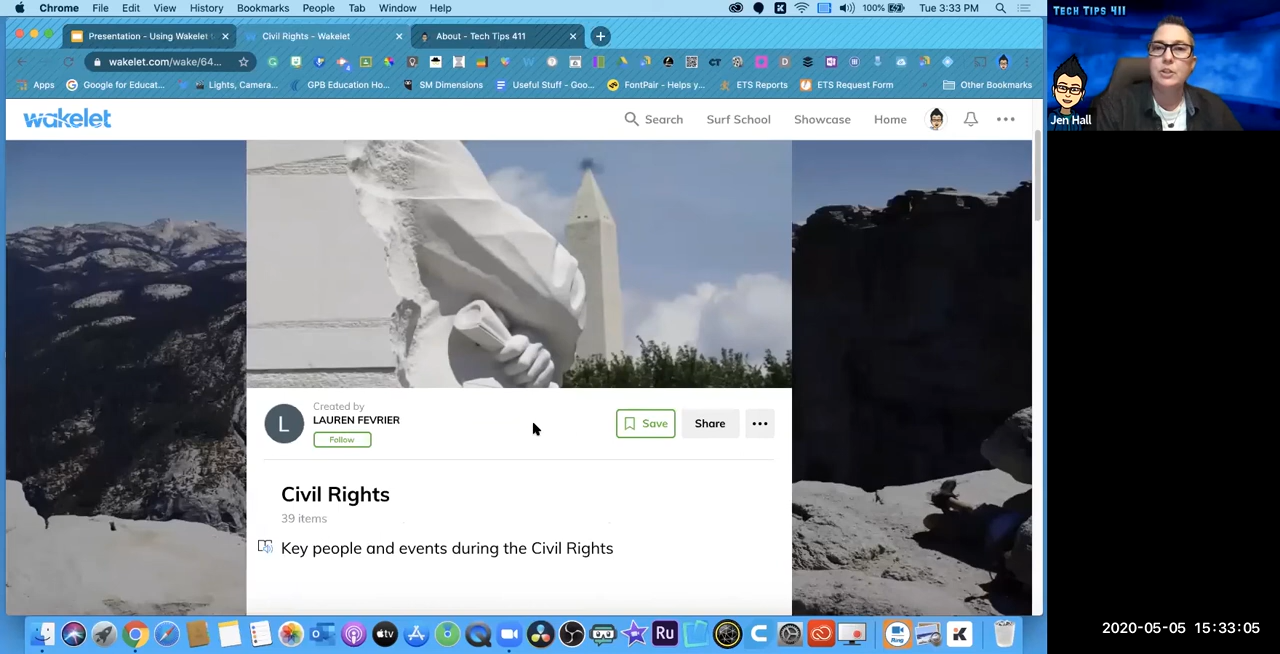 Chrome File Edit View History Bookmarks People Tab Window Help
100% Tue 3:33 PM
Presentation - Using Wakelet
Civil Rights - Wakelet
About - Tech Tips 411
wakelet.com/wake/64...
Apps
Google for Educat...
Lights, Camera...
GPB Education Ho...
SM Dimensions
Useful Stuff - Goo...
FontPair - Helps y...
ETS Reports
ETS Request Form
Other Bookmarks
wakelet
Search Surf School Showcase Home
L
Created by
LAUREN FEVRIER
Follow
Save
Share
Civil Rights
39 items
Key people and events during the Civil Rights
TECH TIPS 411
Jen Hall
2020-05-05 15:33:05